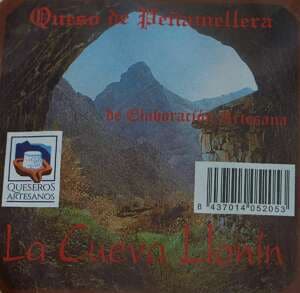 Queso de Peñamellera
de Elaboración Artesana
QUESEROS
ARTESANOS
8 437014 052053
La Cueva Llonín